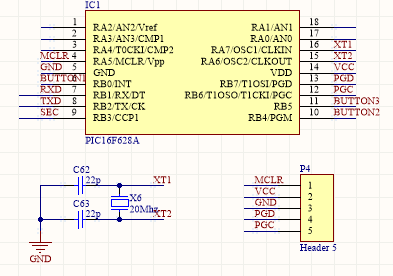 IC1
1 RA2/AN2/Vref RA1/AN1 18
2 RA3/AN3/CMP1 RA0/AN0 17
3 RA4/T0CKI/CMP2 RA7/OSC1/CLKIN 16 XT1
MCLR 4 RA5/MCLR/Vpp RA6/OSC2/CLKOUT 15 XT2
GND 5 GND VDD 14 VCC
BUTTON1 6 RB0/INT RB7/T1OSI/PGD 13 PGD
RXD 7 RB1/RX/DT RB6/T1OSO/T1CKI/PGC 12 PGC
TXD 8 RB2/TX/CK RB5 11 BUTTON3
SEC 9 RB3/CCP1 RB4/PGM 10 BUTTON2
PIC16F628A
C62
22p
XT1
X6
20Mhz
C63
22p
XT2
GND
P4
MCLR 1
VCC 2
GND 3
PGD 4
PGC 5
Header 5